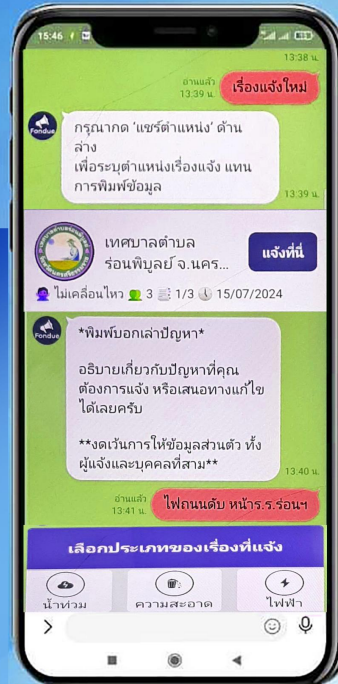 15:46
13:38 น.
อ่านแล้ว
13:39 น.
เรื่องแจ้งใหม่
Fondue
กรุณากด 'แชร์ตำแหน่ง' ด้าน
ล่าง
เพื่อระบุตำแหน่งเรื่องแจ้ง แทน
การพิมพ์ข้อมูล
13:39 น.
เทศบาลตำบล
ร่อนพิบูลย์ จ.นคร...
แจ้งที่นี่
ไม่เคลื่อนไหว 3 1/3 15/07/2024
Fondue
*พิมพ์บอกเล่าปัญหา*
อธิบายเกี่ยวกับปัญหาที่คุณ
ต้องการแจ้ง หรือเสนอทางแก้ไข
ได้เลยครับ
**งดเว้นการให้ข้อมูลส่วนตัว ทั้ง
ผู้แจ้งและบุคคลที่สาม**
13:40 น.
อ่านแล้ว
13:41 น.
ไฟถนนดับ หน้าร.ร.ร่อนฯ
เลือกประเภทของเรื่องที่แจ้ง
น้ำท่วม
ความสะอาด
ไฟฟ้า